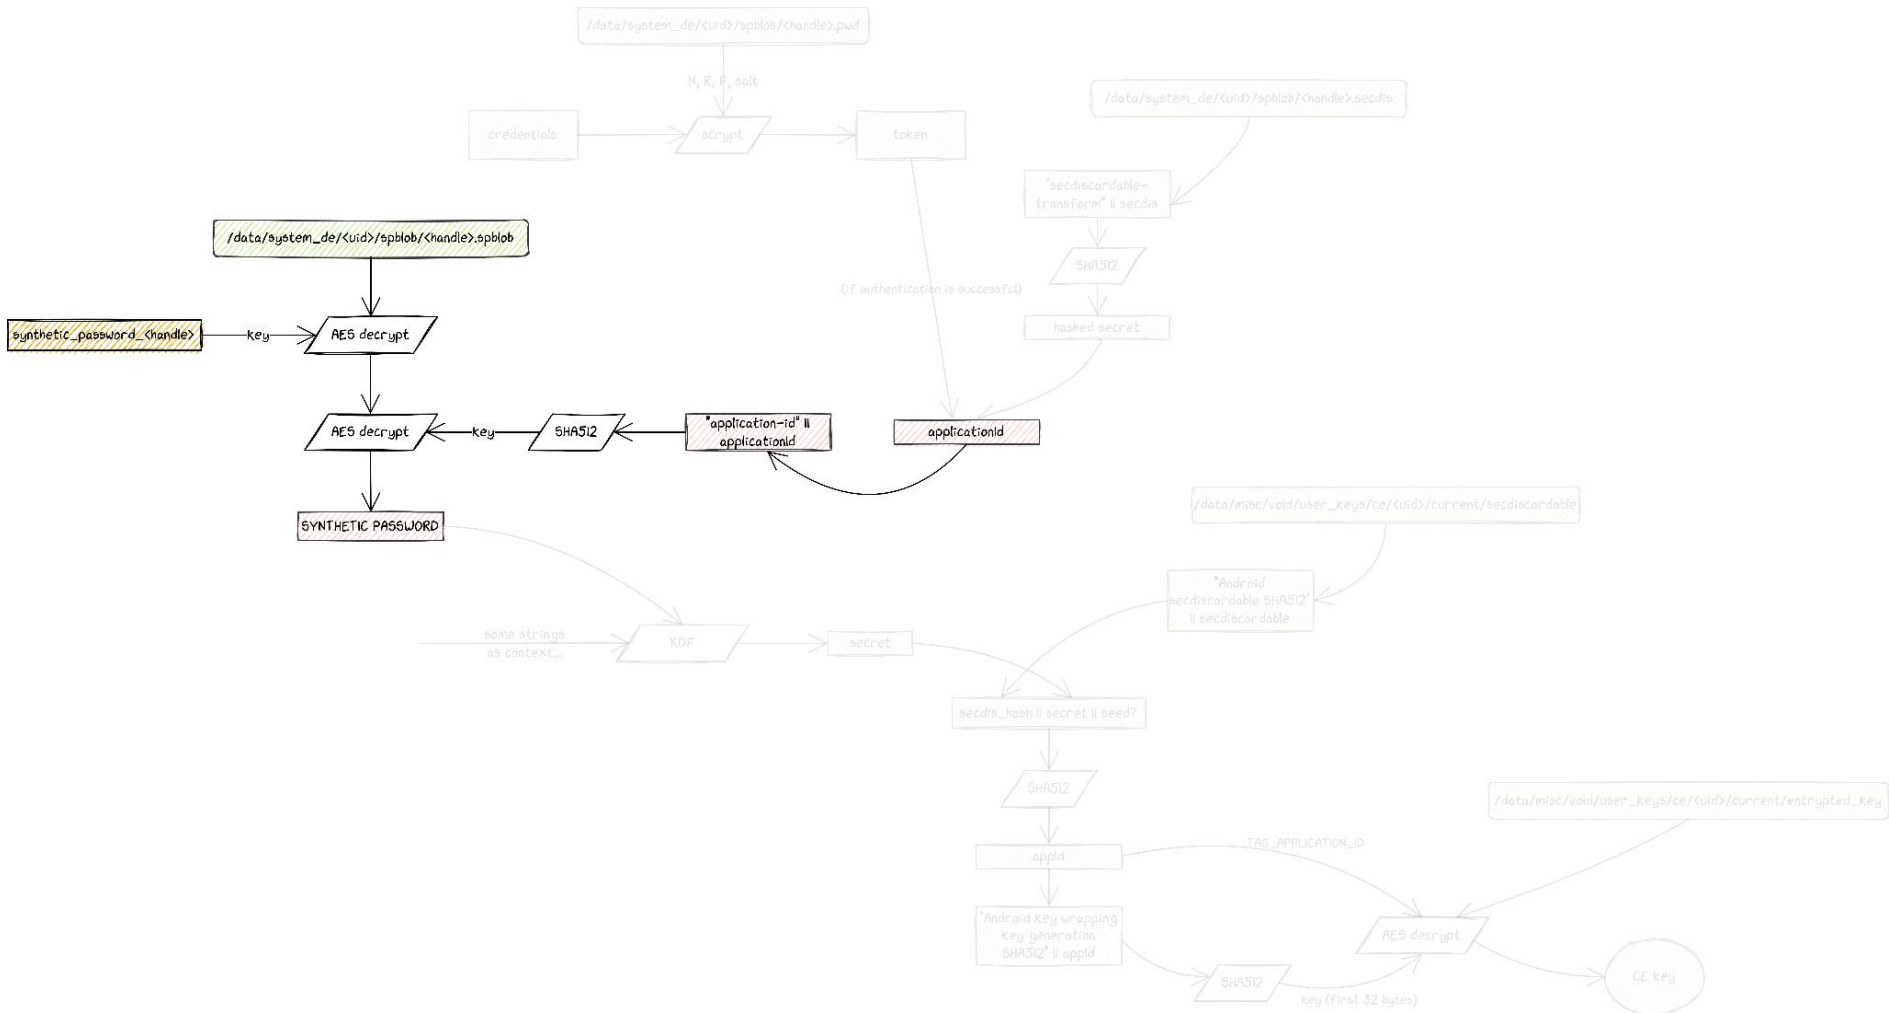 /data/system_de/<uid>/spblob/<handle>.pwd
N, R, P, salt
/data/system_de/<uid>/spblob/<handle>.secdis
credentials
scrypt
token
"secdiscardable-
transform" || secdis
/data/system_de/<uid>/spblob/<handle>.spblob
SHA512
(if authentication is successful)
hashed secret
synthetic_password_<handle>
key
AES decrypt
AES decrypt
key
SHA512
"application-id" ||
applicationId
applicationId
SYNTHETIC PASSWORD
/data/misc/vold/user_keys/ce/<uid>/current/secdiscardable
"Android
secdiscardable SHA512"
|| secdiscardable
some strings
as context...
KDF
secret
secdis_hash || secret || seed?
SHA512
/data/misc/vold/user_keys/ce/<uid>/current/encrypted_key
appId
TAG_APPLICATION_ID
"Android key wrapping
key generation
SHA512" || appId
AES decrypt
SHA512
key (first 32 bytes)
CE key